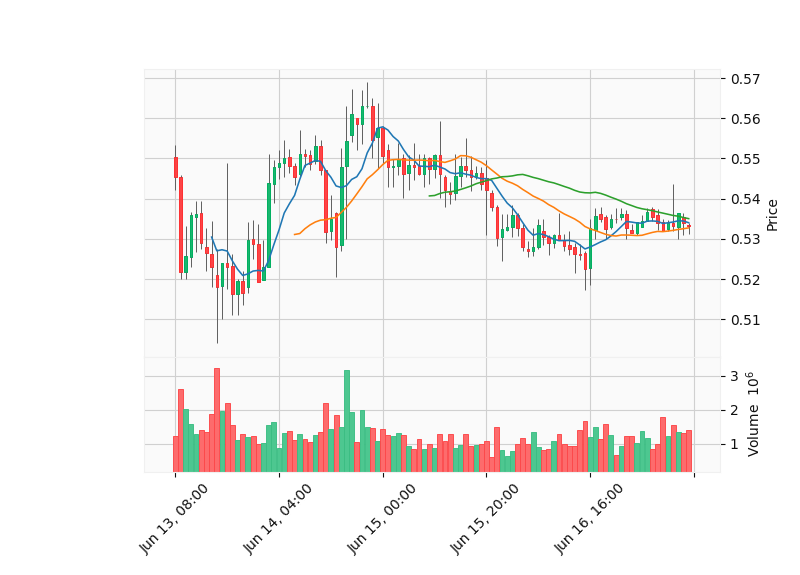 0.57
0.56
0.55
0.54
0.53
0.52
0.51
Price
3
2
1
Volume 10^6
Jun 13, 08:00
Jun 14, 04:00
Jun 15, 00:00
Jun 15, 20:00
Jun 16, 16:00